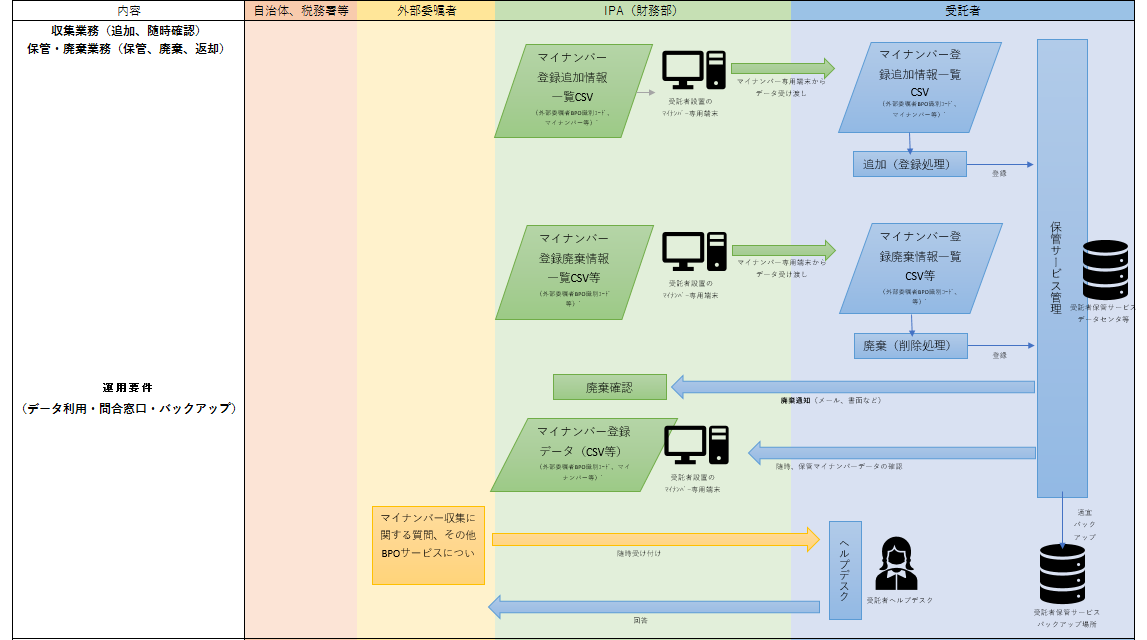 内容
自治体、税務署等
外部委嘱者
IPA（財務部）
受託者
収集業務（追加、随時確認）
保管・廃棄業務（保管、廃棄、返却）
マイナンバー
登録追加情報
一覧CSV
（外部委嘱者BPO識別ｺｰﾄﾞ、
マイナンバー等）
受託者設置の
ﾏｲﾅﾝﾊﾞｰ専用端末
マイナンバー専用端末から
データ受け渡し
マイナンバー登
録追加情報一覧
CSV
（外部委嘱者BPO識別ｺｰﾄﾞ、
マイナンバー等）
追加（登録処理）
登録
マイナンバー
登録廃棄情報
一覧CSV等
（外部委嘱者BPO識別ｺｰﾄﾞ
等）
受託者設置の
ﾏｲﾅﾝﾊﾞｰ専用端末
マイナンバー専用端末から
データ受け渡し
マイナンバー登
録廃棄情報一覧
CSV等
（外部委嘱者BPO識別ｺｰﾄﾞ、
等）
廃棄（削除処理）
登録
保管サービス管理
受託者保管サービス
データセンタ等
運用要件
（データ利用・問合窓口・バックアップ）
廃棄確認
廃棄通知（メール、書面など）
マイナンバー登録
データ（CSV等）
（外部委嘱者BPO識別ｺｰﾄﾞ、マイ
ナンバー等）
受託者設置の
ﾏｲﾅﾝﾊﾞｰ専用端末
随時、保管マイナンバーデータの確認
マイナンバー収集に
関する質問、その他
BPOサービスについ
随時受け付け
ヘルプデスク
受託者ヘルプデスク
回答
適宜
バック
アップ
受託者保管サービス
バックアップ場所